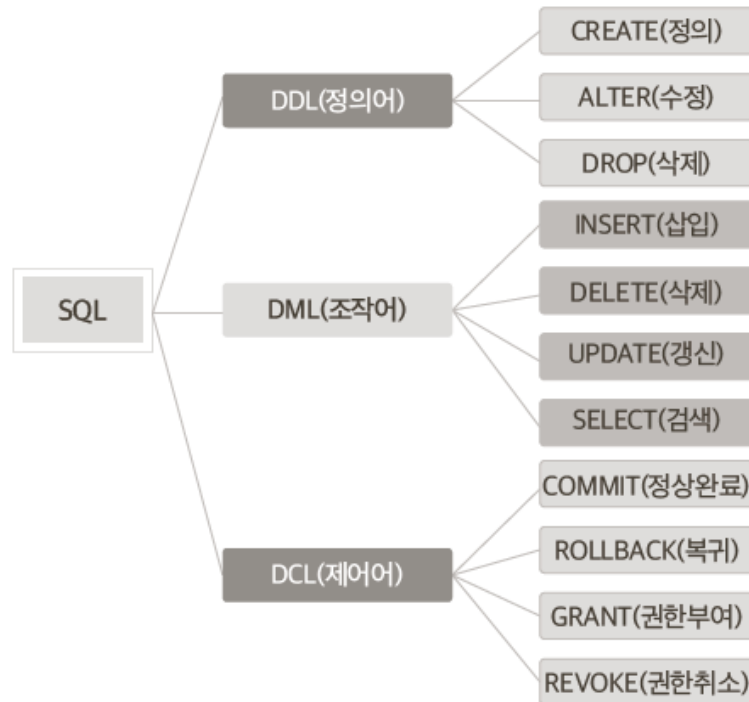 SQL
DDL(정의어)
CREATE(정의)
ALTER(수정)
DROP(삭제)
DML(조작어)
INSERT(삽입)
DELETE(삭제)
UPDATE(갱신)
SELECT(검색)
DCL(제어어)
COMMIT(정상완료)
ROLLBACK(복귀)
GRANT(권한부여)
REVOKE(권한취소)